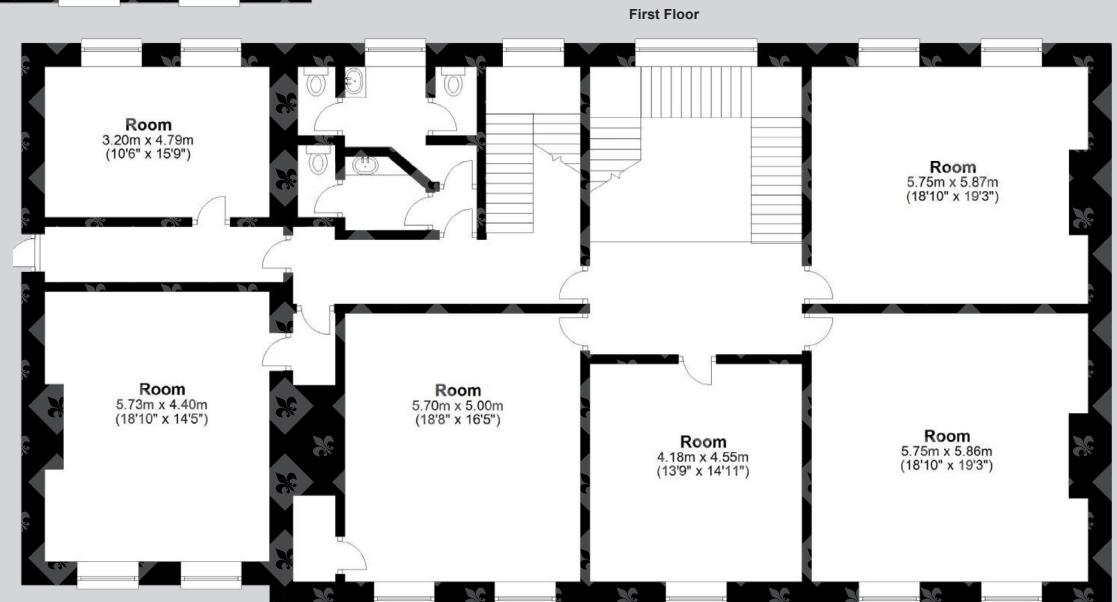 First Floor
Room
3.20m x 4.79m
(10'6" x 15'9")
Room
5.75m x 5.87m
(18'10" x 19'3")
Room
5.73m x 4.40m
(18'10" x 14'5")
Room
5.70m x 5.00m
(18'8" x 16'5")
Room
4.18m x 4.55m
(13'9" x 14'11")
Room
5.75m x 5.86m
(18'10" x 19'3")